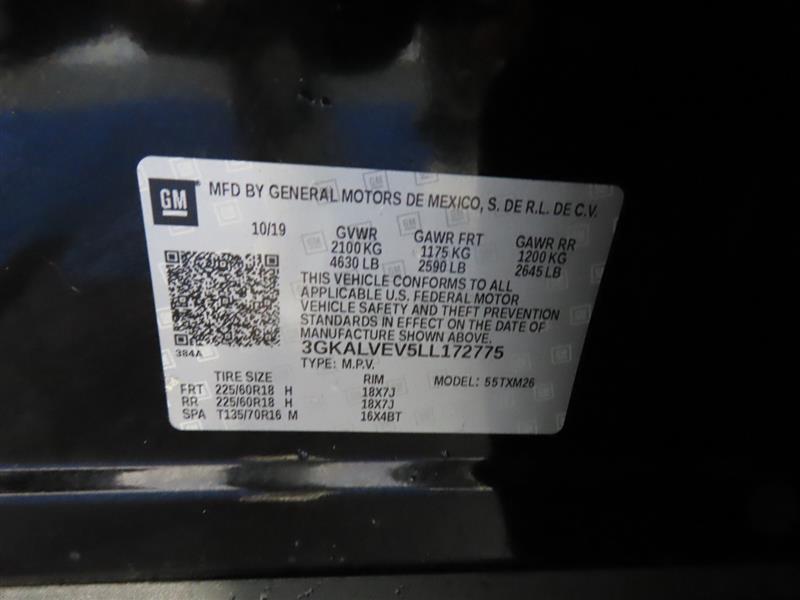 GM MFD BY GENERAL MOTORS DE MEXICO, S. DE R.L. DE C.V.
10/19 GVWR GAWR FRT GAWR RR
2100 KG 1175 KG 1200 KG
4630 LB 2590 LB 2645 LB
THIS VEHICLE CONFORMS TO ALL
APPLICABLE U.S. FEDERAL MOTOR
VEHICLE SAFETY AND THEFT PREVENTION
STANDARDS IN EFFECT ON THE DATE OF
MANUFACTURE SHOWN ABOVE.
384A 3GKALVEV5LL172775
TYPE: M.P.V.
TIRE SIZE RIM MODEL: 55TXM26
FRT 225/60R18 H 18X7J
RR 225/60R18 H 18X7J
SPA T135/70R16 M 16X4BT